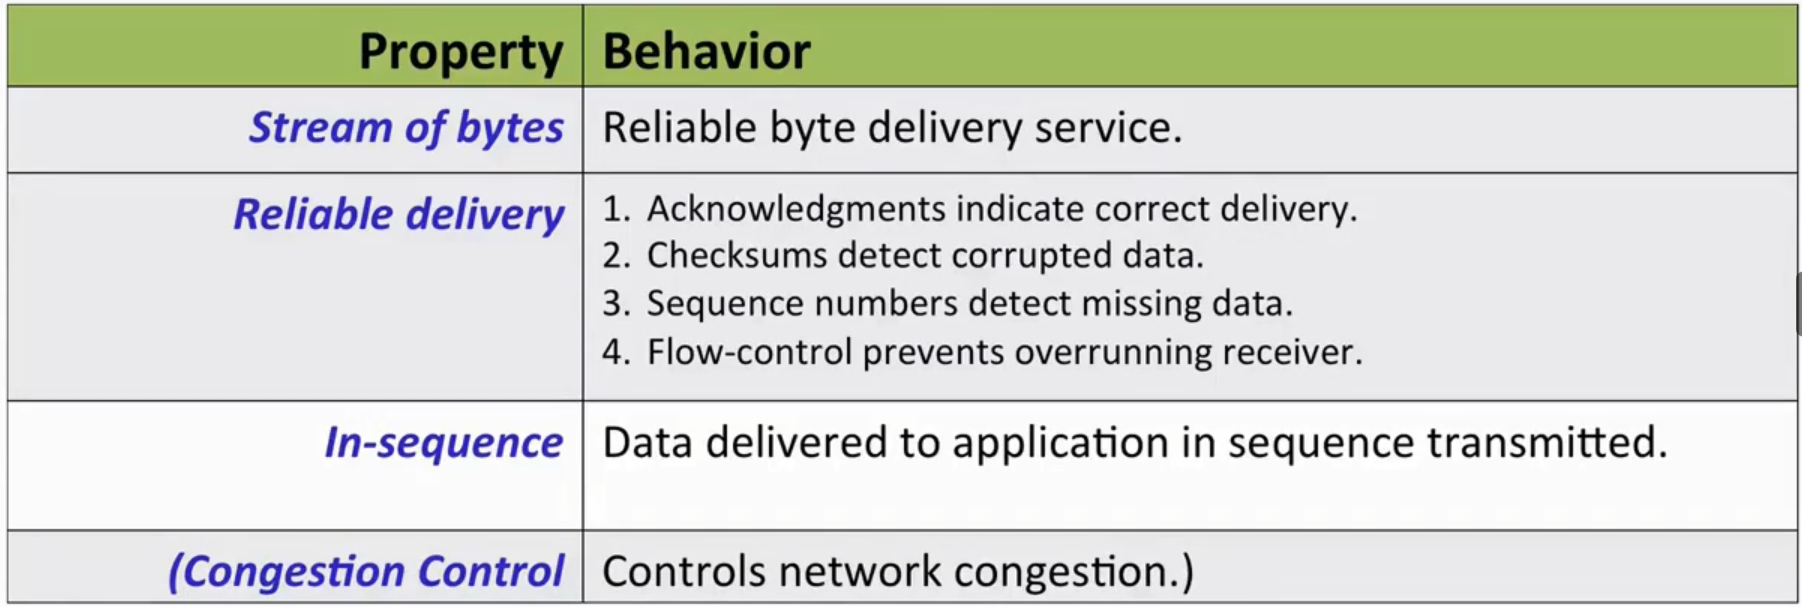 Property Behavior
Stream of bytes Reliable byte delivery service.
Reliable delivery 1. Acknowledgments indicate correct delivery.
2. Checksums detect corrupted data.
3. Sequence numbers detect missing data.
4. Flow-control prevents overrunning receiver.
In-sequence Data delivered to application in sequence transmitted.
(Congestion Control Controls network congestion.)